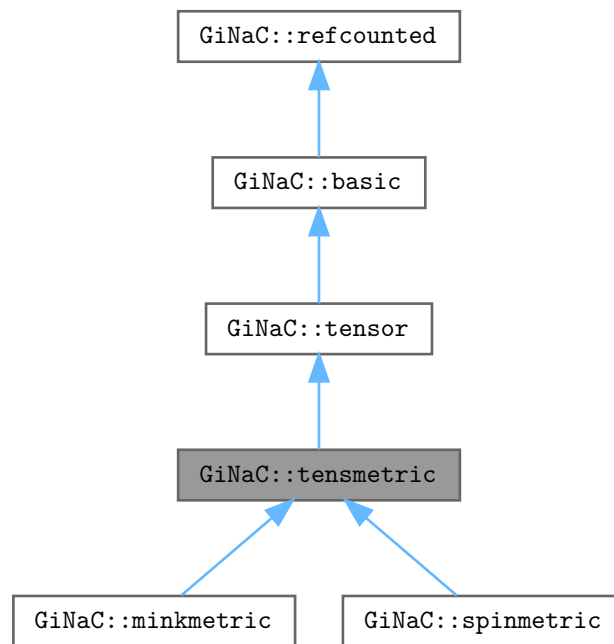 GiNaC::refcounted
GiNaC::basic
GiNaC::tensor
GiNaC::tensmetric
GiNaC::minkmetric
GiNaC::spinmetric